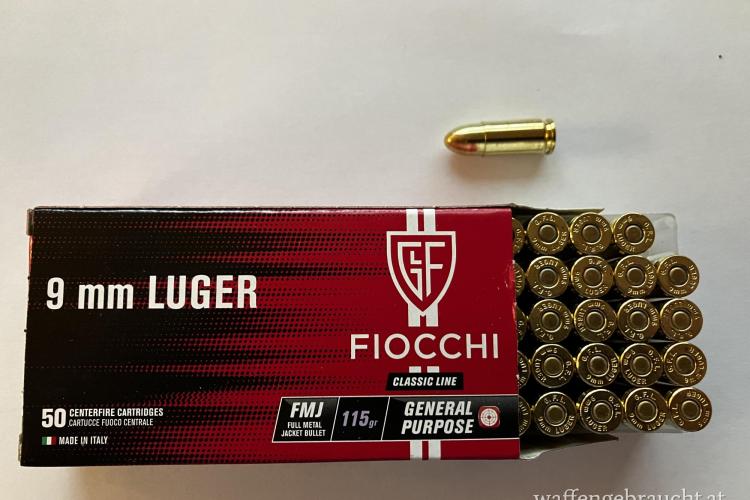 9 mm LUGER
GF
FIOCCHI
CLASSIC LINE
50 CENTERFIRE CARTRIDGES
CARTUCCE FUOCO CENTRALE
MADE IN ITALY
FMJ
FULL METAL
JACKET BULLET
115gr
GENERAL
PURPOSE
G.F.L.
9mm LUGER
waffengebraucht.at